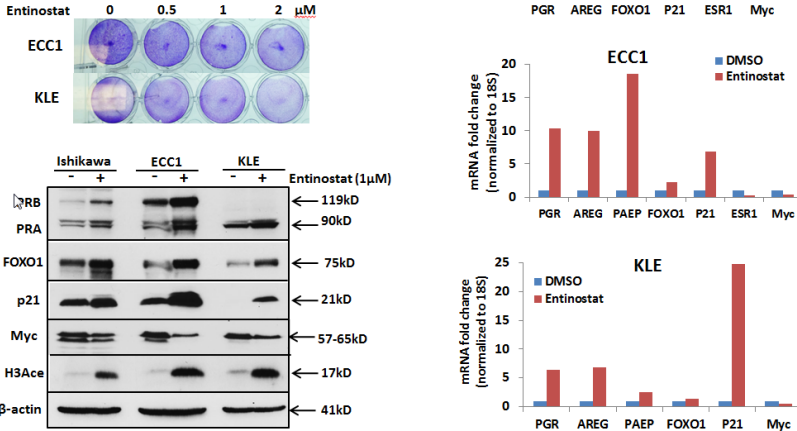 Entinostat 0 0.5 1 2 µM
ECC1
KLE
Ishikawa ECC1 KLE
- + - + - + Entinostat (1µM)
PRB 119kD
PRA 90kD
FOXO1 75kD
p21 21kD
Myc 57-65kD
H3Ace 17kD
β-actin 41kD
PGR AREG FOXO1 P21 ESR1 Myc
ECC1
DMSO
Entinostat
mRNA fold change
(normalized to 18S)
20
15
10
5
0
PGR AREG PAEP FOXO1 P21 ESR1 Myc
KLE
DMSO
Entinostat
mRNA fold change
(normalized to 18S)
25
20
15
10
5
0
PGR AREG PAEP FOXO1 P21 Myc